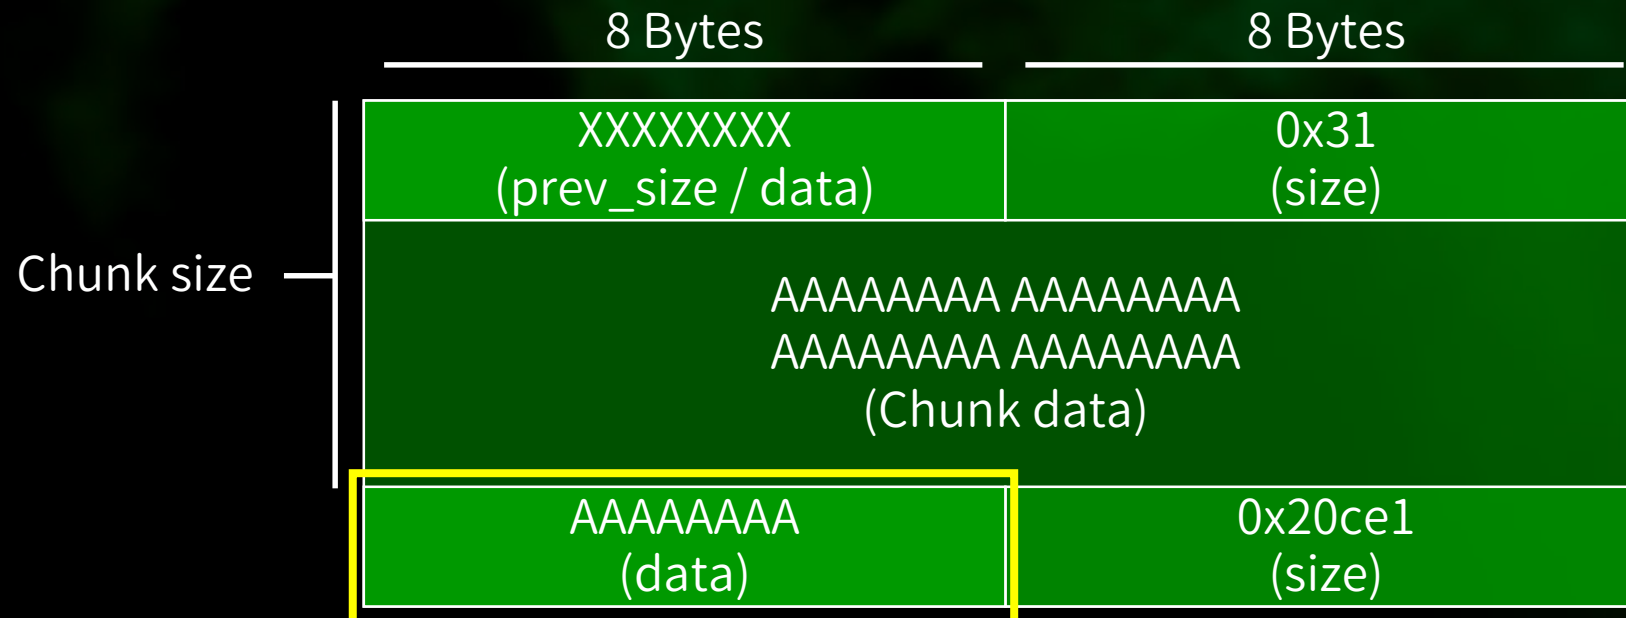 8 Bytes
8 Bytes
XXXXXXXX
(prev_size / data)
0x31
(size)
Chunk size
AAAAAAAA AAAAAAAA
AAAAAAAA AAAAAAAA
(Chunk data)
AAAAAAAA
(data)
0x20ce1
(size)